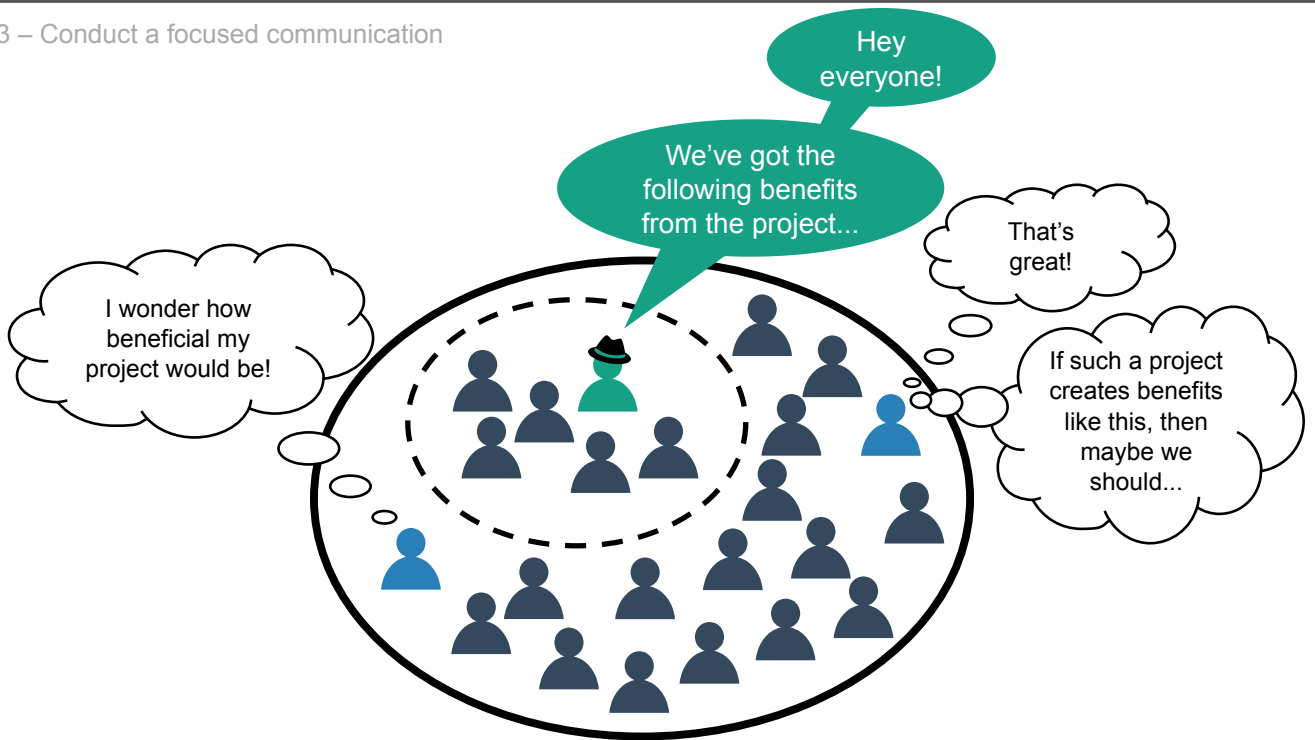 3 – Conduct a focused communication
Hey
everyone!
We’ve got the
following benefits
from the project...
That’s
great!
I wonder how
beneficial my
project would be!
If such a project
creates benefits
like this, then
maybe we
should...